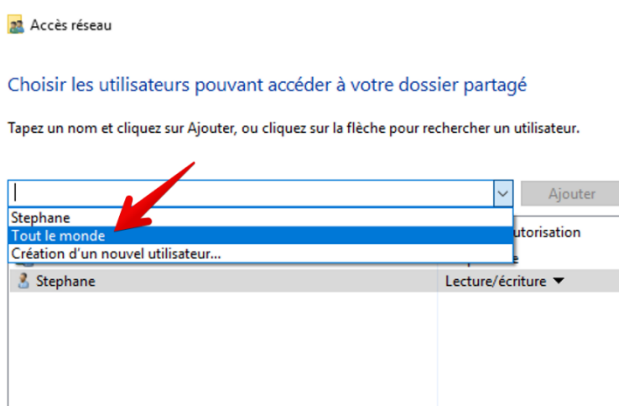 Accès réseau
Choisir les utilisateurs pouvant accéder à votre dossier partagé
Tapez un nom et cliquez sur Ajouter, ou cliquez sur la flèche pour rechercher un utilisateur.
Ajouter
Stephane
Tout le monde
utorisation
Création d'un nouvel utilisateur...
Stephane
Lecture/écriture